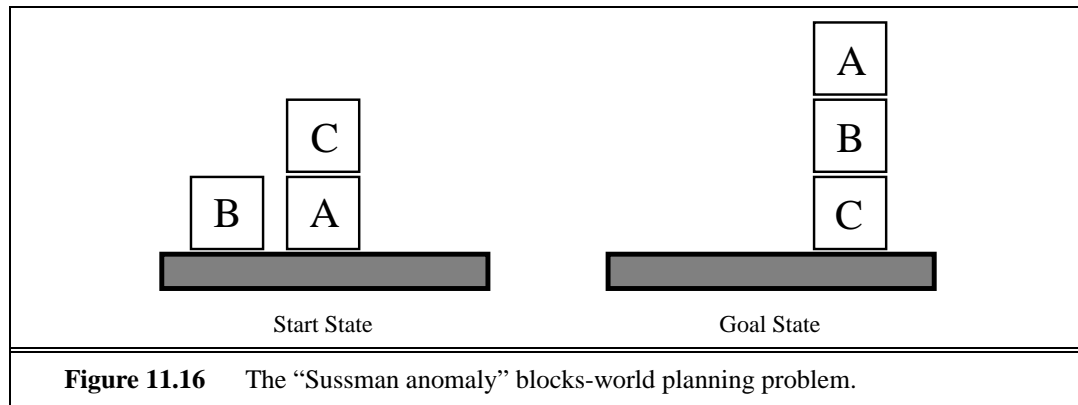 A
C
B
B
A
C
Start State
Goal State
Figure 11.16 The “Sussman anomaly” blocks-world planning problem.